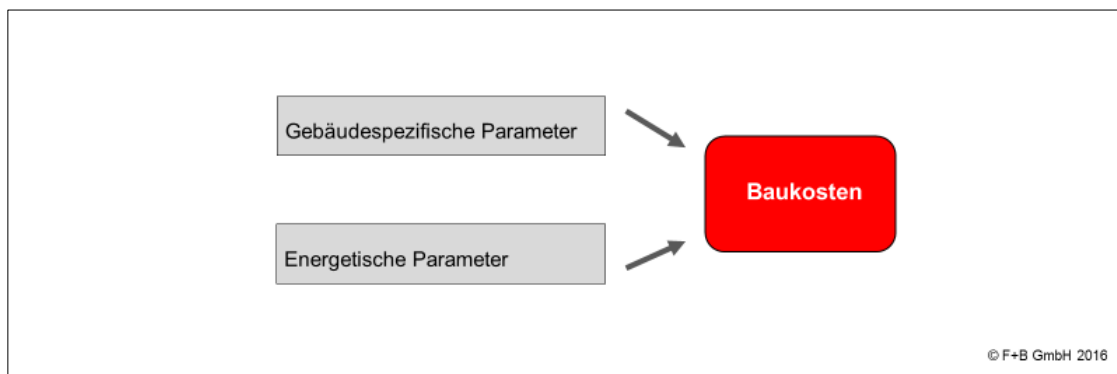 Gebäudespezifische Parameter
Baukosten
Energetische Parameter
© F+B GmbH 2016